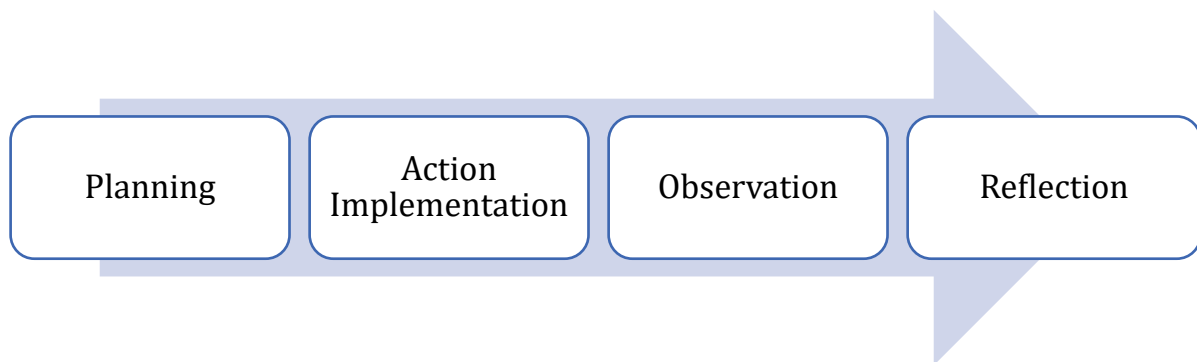 Planning
Action
Implementation
Observation
Reflection